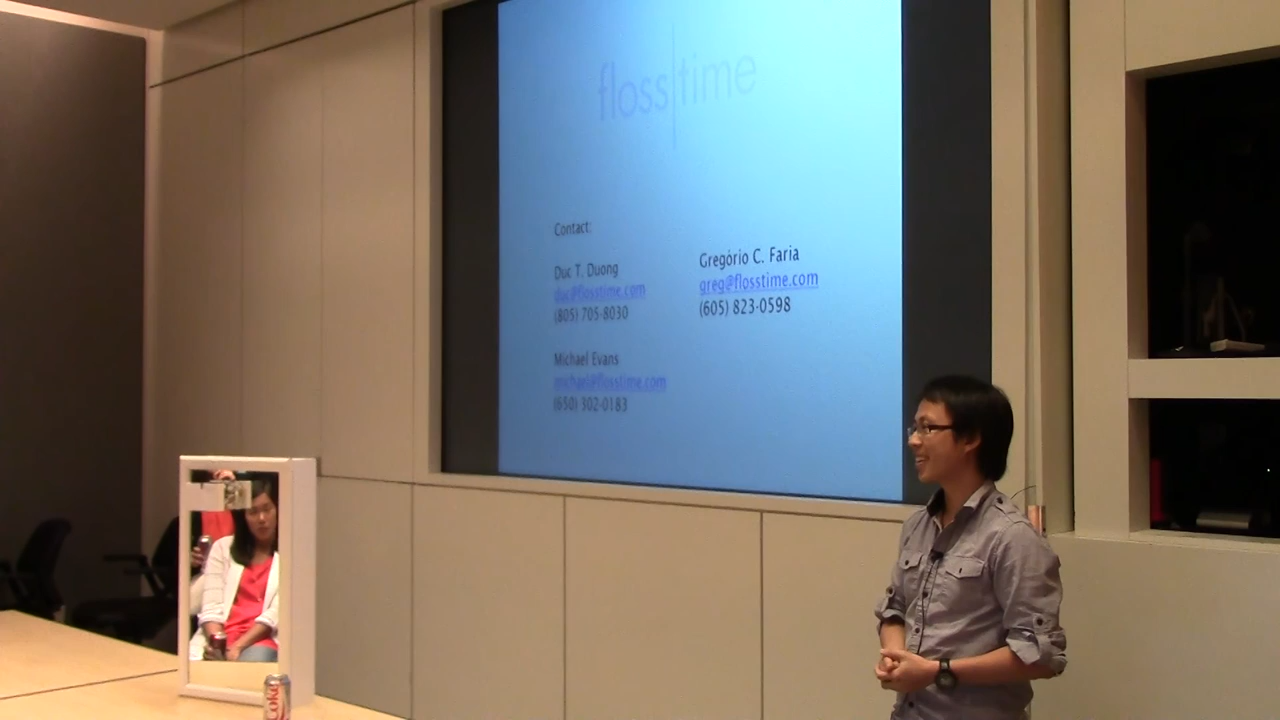 floss|time
Contact:
Duc T. Duong
duc@flosstime.com
(805) 705-8030
Michael Evans
michael@flosstime.com
(650) 302-0183
Gregório C. Faria
greg@flosstime.com
(605) 823-0598
Coke